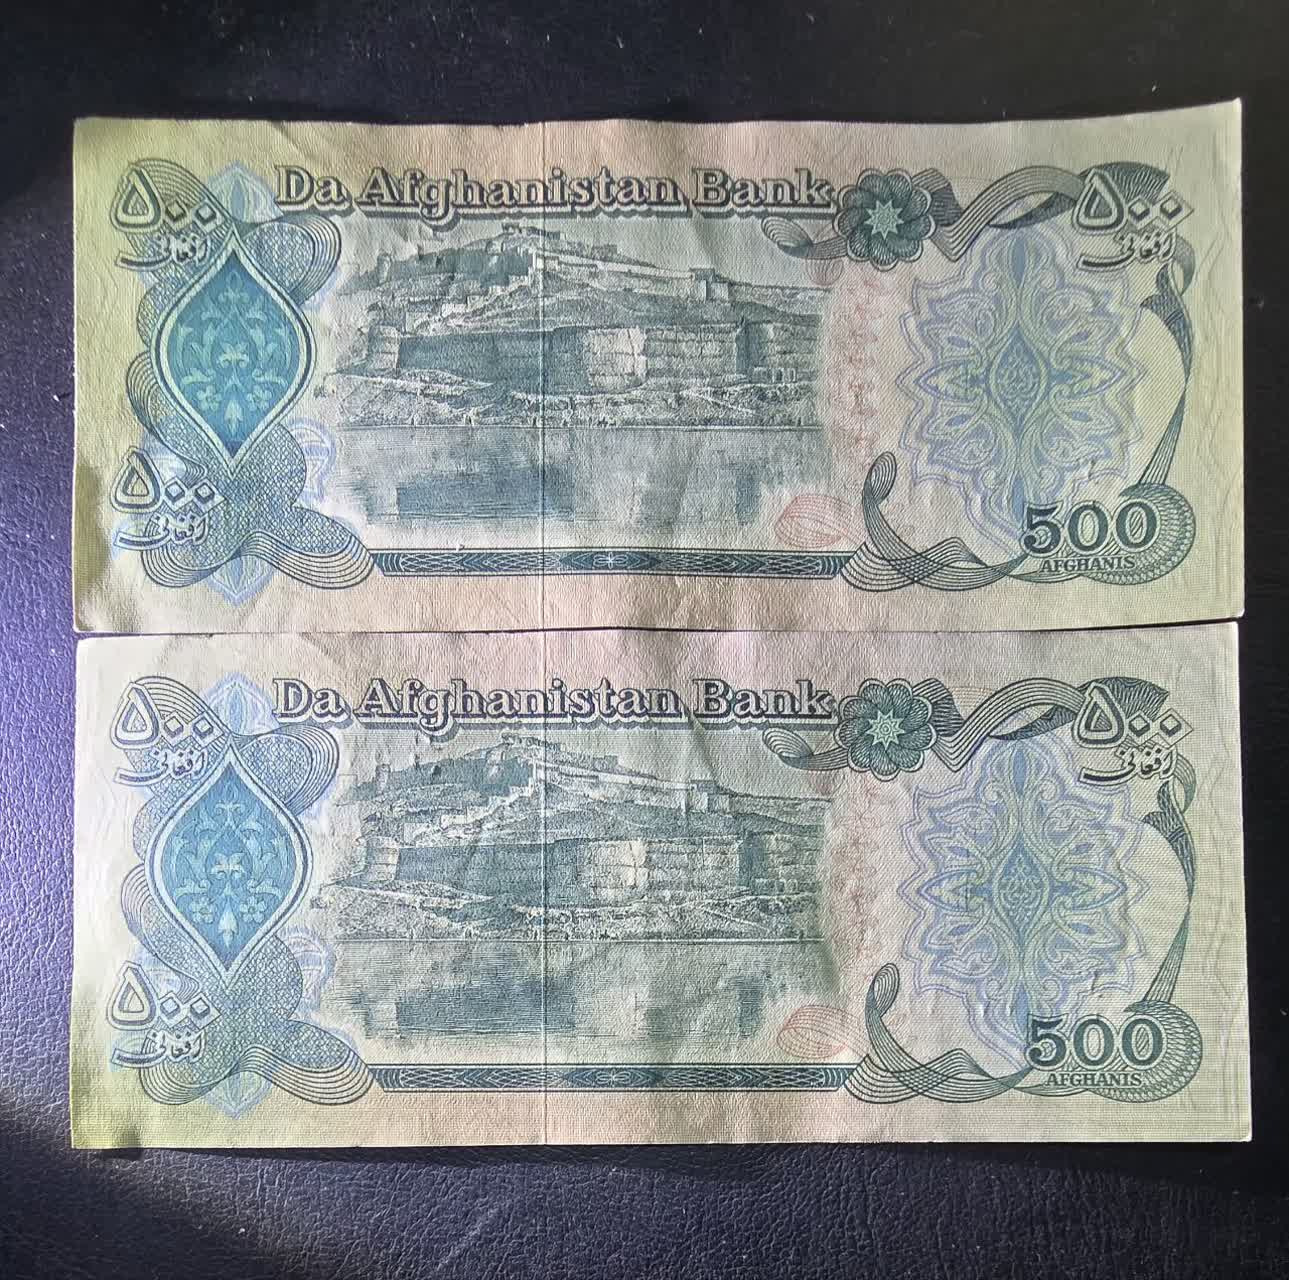 Da Afghanistan Bank
۵۰۰ ۵۰۰
افغانی افغانی
۵۰۰ 500
افغانی AFGHANIS
Da Afghanistan Bank
۵۰۰ ۵۰۰
افغانی افغانی
۵۰۰ 500
افغانی AFGHANIS